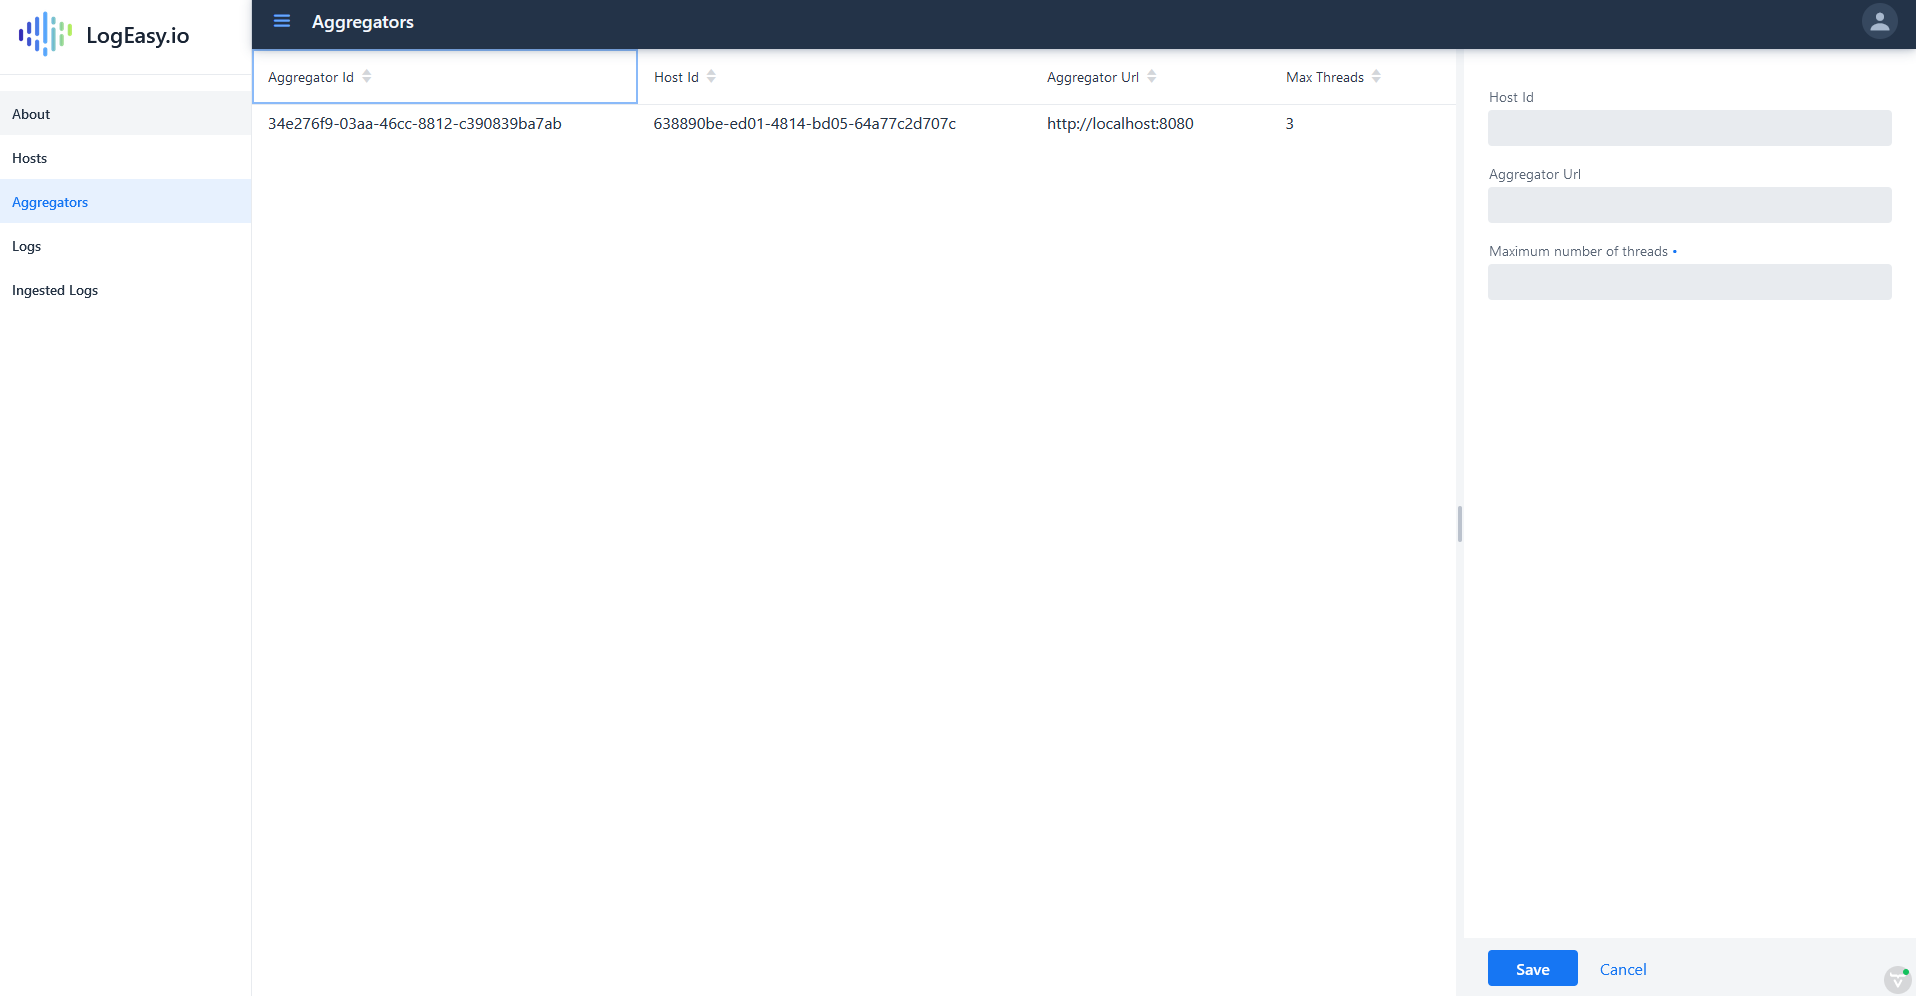 LogEasy.io
Aggregators
About
Hosts
Aggregators
Logs
Ingested Logs
Aggregator Id Host Id Aggregator Url Max Threads
34e276f9-03aa-46cc-8812-c390839ba7ab 638890be-ed01-4814-bd05-64a77c2d707c http://localhost:8080 3
Host Id
Aggregator Url
Maximum number of threads •
Save Cancel